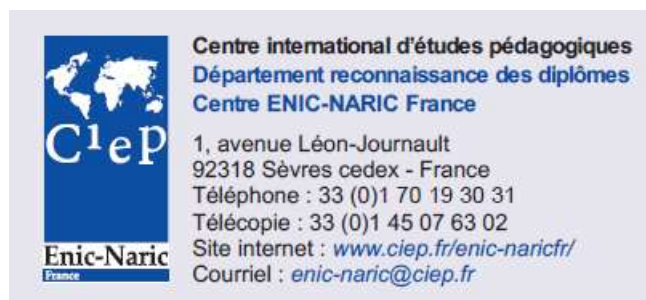 Ciep
Enic-Naric
France
Centre international d'études pédagogiques
Département reconnaissance des diplômes
Centre ENIC-NARIC France
1, avenue Léon-Journault
92318 Sèvres cedex - France
Téléphone : 33 (0)1 70 19 30 31
Télécopie : 33 (0)1 45 07 63 02
Site internet : www.ciep.fr/enic-naricfr/
Courriel : enic-naric@ciep.fr